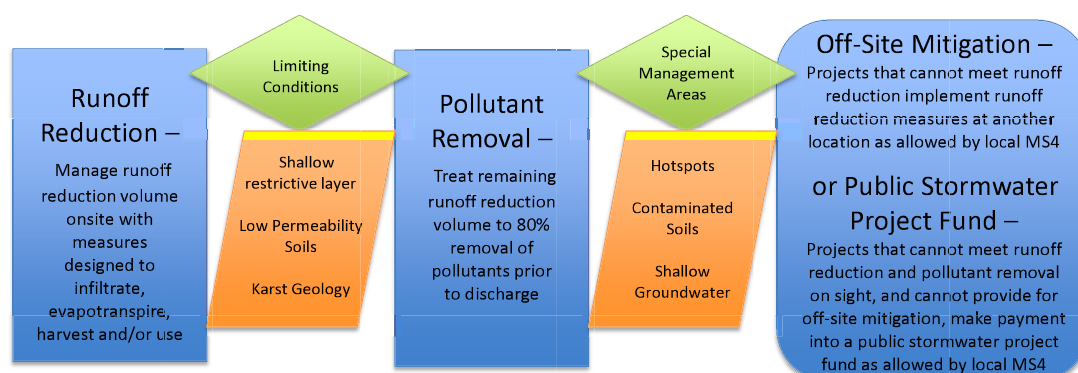 Runoff
Reduction –
Manage runoff
reduction volume
onsite with
measures
designed to
infiltrate,
evapotranspire,
harvest and/or use
Limiting
Conditions
Shallow
restrictive layer
Low Permeability
Soils
Karst Geology
Pollutant
Removal –
Treat remaining
runoff reduction
volume to 80%
removal of
pollutants prior
to discharge
Special
Management
Areas
Hotspots
Contaminated
Soils
Shallow
Groundwater
Off-Site Mitigation –
Projects that cannot meet runoff
reduction implement runoff
reduction measures at another
location as allowed by local MS4
or Public Stormwater
Project Fund –
Projects that cannot meet runoff
reduction and pollutant removal
on sight, and cannot provide for
off-site mitigation, make payment
into a public stormwater project
fund as allowed by local MS4